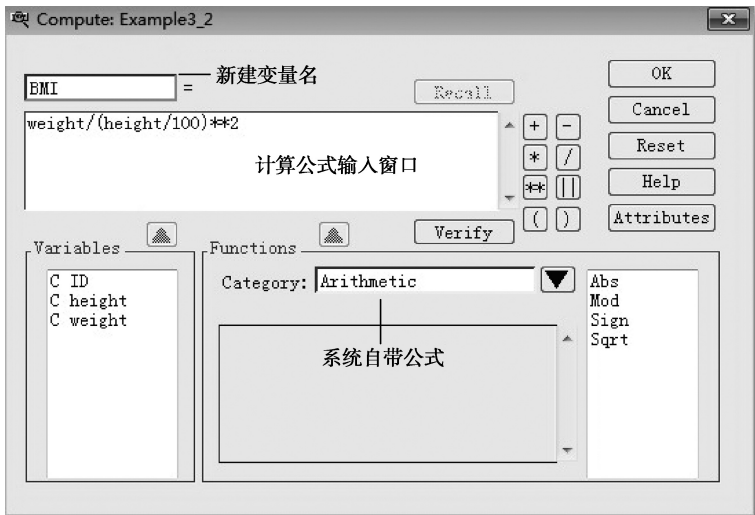 Compute: Example3_2
BMI = 新建变量名
Recall
OK
Cancel
Reset
Help
Attributes
weight/(height/100)**2
计算公式输入窗口
+ -
* /
** ||
( )
Verify
Variables
C ID
C height
C weight
Functions
Category: Arithmetic
系统自带公式
Abs
Mod
Sign
Sqrt